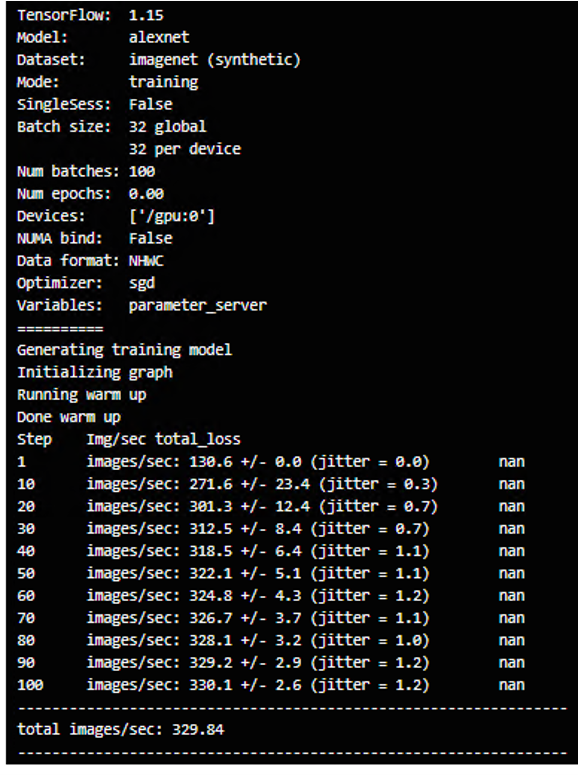 TensorFlow: 1.15
Model: alexnet
Dataset: imagenet (synthetic)
Mode: training
SingleSess: False
Batch size: 32 global
32 per device
Num batches: 100
Num epochs: 0.00
Devices: ['/gpu:0']
NUMA bind: False
Data format: NHWC
Optimizer: sgd
Variables: parameter_server
==========
Generating training model
Initializing graph
Running warm up
Done warm up
Step Img/sec total_loss
1 images/sec: 130.6 +/- 0.0 (jitter = 0.0) nan
10 images/sec: 271.6 +/- 23.4 (jitter = 0.3) nan
20 images/sec: 301.3 +/- 12.4 (jitter = 0.7) nan
30 images/sec: 312.5 +/- 8.4 (jitter = 0.7) nan
40 images/sec: 318.5 +/- 6.4 (jitter = 1.1) nan
50 images/sec: 322.1 +/- 5.1 (jitter = 1.1) nan
60 images/sec: 324.8 +/- 4.3 (jitter = 1.2) nan
70 images/sec: 326.7 +/- 3.7 (jitter = 1.1) nan
80 images/sec: 328.1 +/- 3.2 (jitter = 1.0) nan
90 images/sec: 329.2 +/- 2.9 (jitter = 1.2) nan
100 images/sec: 330.1 +/- 2.6 (jitter = 1.2) nan
----------------------------------------------------------------
total images/sec: 329.84
----------------------------------------------------------------